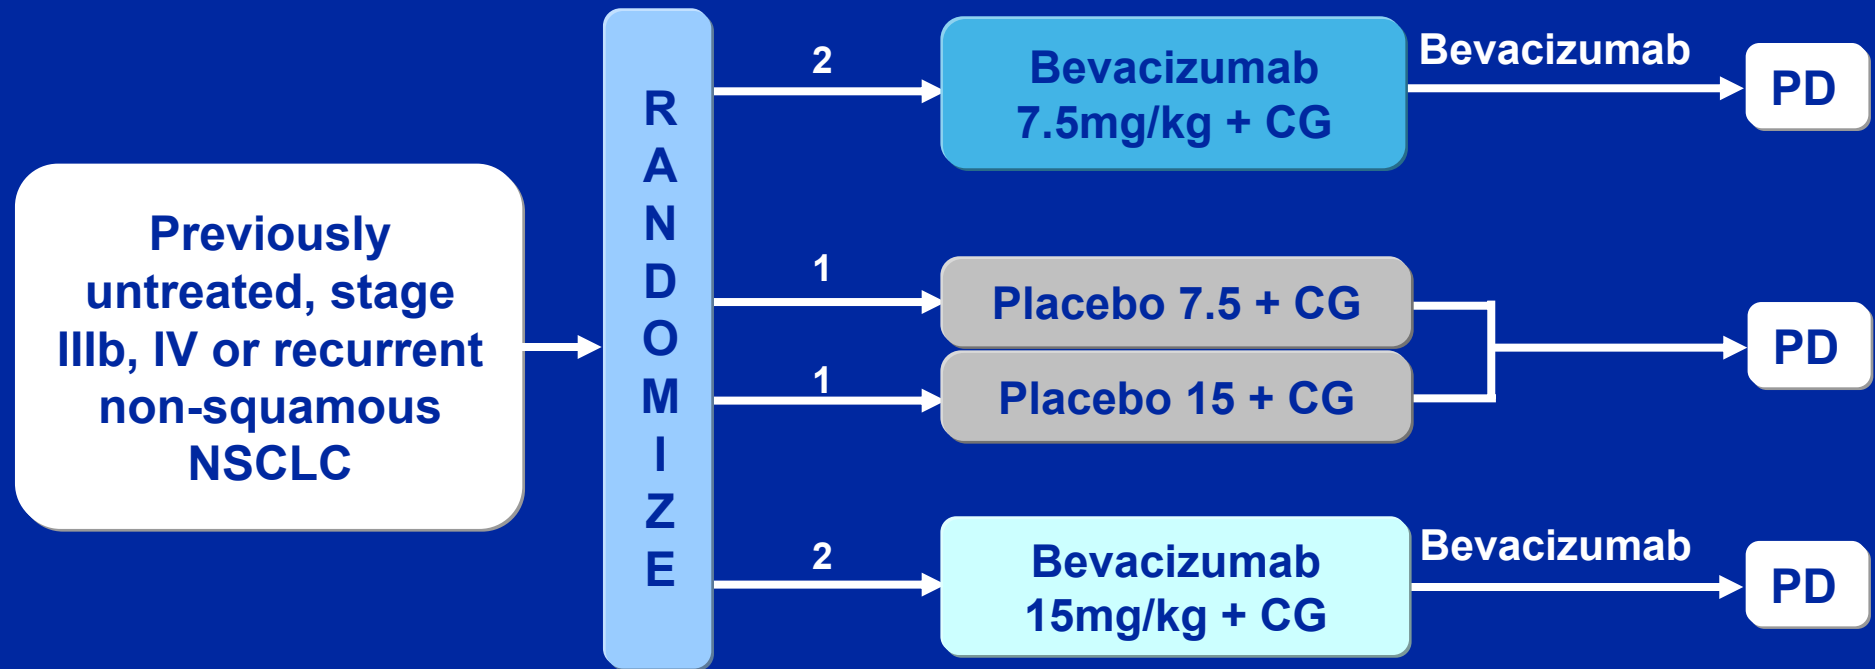 Previously
untreated, stage
IIIb, IV or recurrent
non-squamous
NSCLC
R
A
N
D
O
M
I
Z
E
2
Bevacizumab
7.5mg/kg + CG
Bevacizumab
PD
1
Placebo 7.5 + CG
1
Placebo 15 + CG
PD
2
Bevacizumab
15mg/kg + CG
Bevacizumab
PD